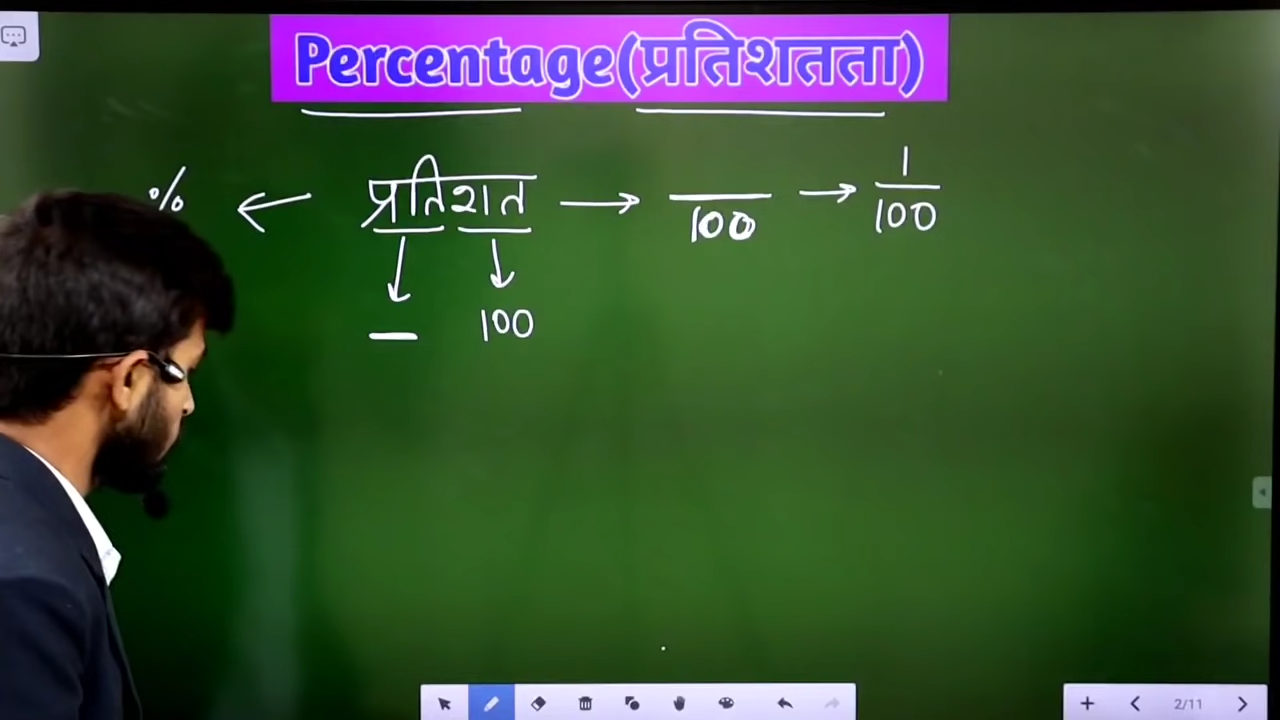 Percentage(प्रतिशतता)
% ← प्रतिशत → —/100 → 1/100
— 100
2/11